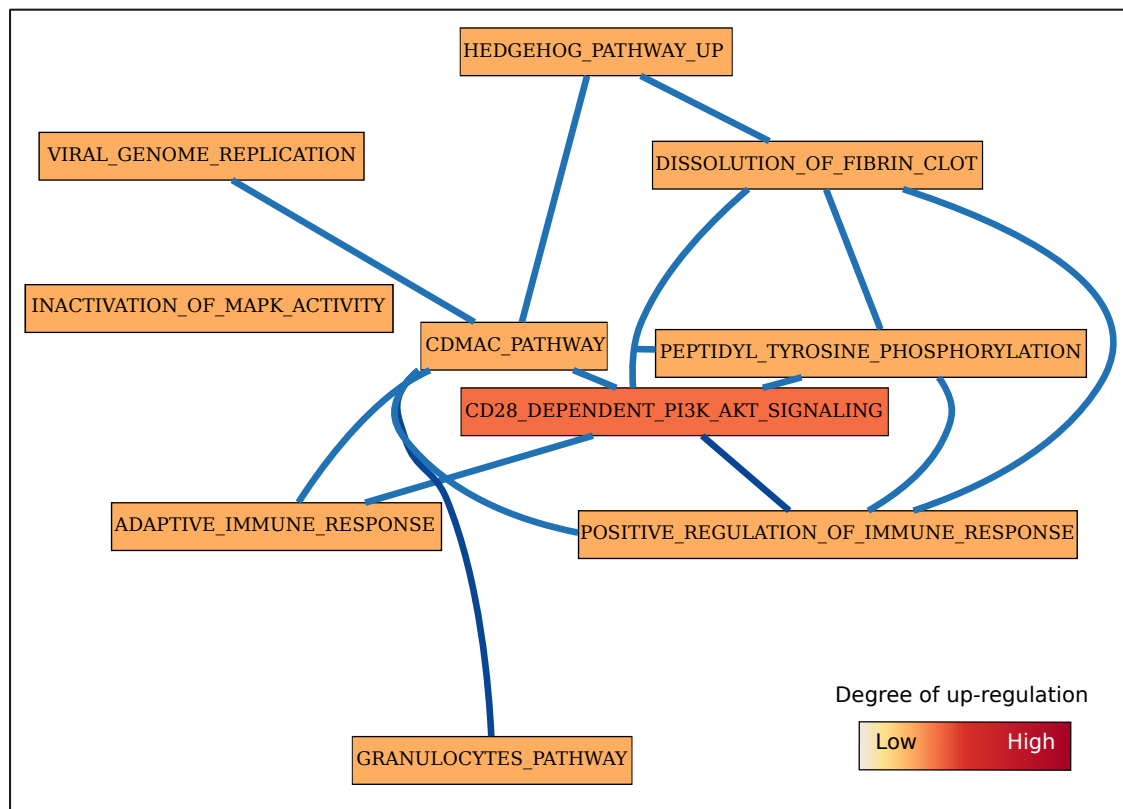 HEDGEHOG_PATHWAY_UP
VIRAL_GENOME_REPLICATION
DISSOLUTION_OF_FIBRIN_CLOT
INACTIVATION_OF_MAPK_ACTIVITY
CDMAC_PATHWAY
PEPTIDYL_TYROSINE_PHOSPHORYLATION
CD28_DEPENDENT_PI3K_AKT_SIGNALING
ADAPTIVE_IMMUNE_RESPONSE
POSITIVE_REGULATION_OF_IMMUNE_RESPONSE
GRANULOCYTES_PATHWAY
Degree of up-regulation
Low High